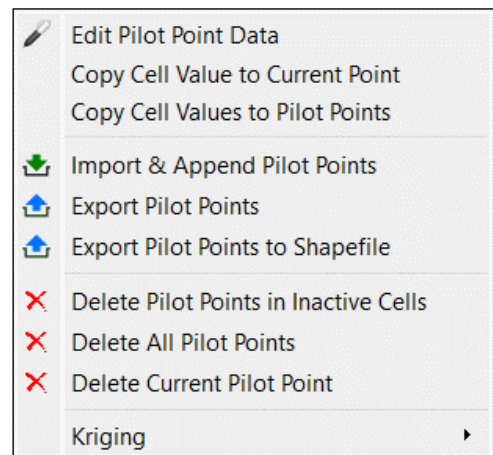 Edit Pilot Point Data
Copy Cell Value to Current Point
Copy Cell Values to Pilot Points
Import & Append Pilot Points
Export Pilot Points
Export Pilot Points to Shapefile
Delete Pilot Points in Inactive Cells
Delete All Pilot Points
Delete Current Pilot Point
Kriging